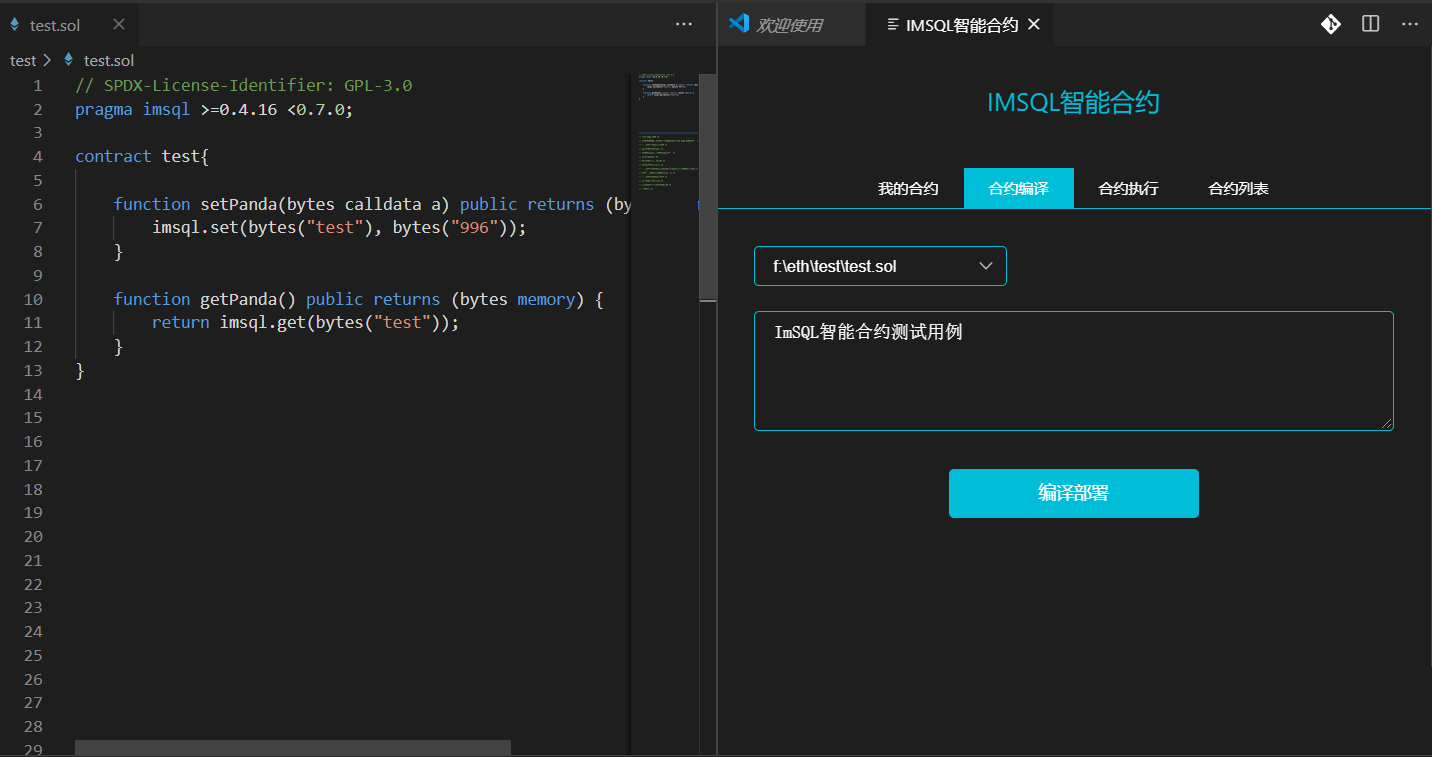 test.sol
test > test.sol
1 // SPDX-License-Identifier: GPL-3.0
2 pragma imsql >=0.4.16 <0.7.0;
3
4 contract test{
5
6 function setPanda(bytes calldata a) public returns (by
7 imsql.set(bytes("test"), bytes("996"));
8 }
9
10 function getPanda() public returns (bytes memory) {
11 return imsql.get(bytes("test"));
12 }
13 }
14
15
16
17
18
19
20
21
22
23
24
25
26
27
28
29
欢迎使用 IMSQL智能合约
IMSQL智能合约
我的合约 合约编译 合约执行 合约列表
f:\eth\test\test.sol
ImSQL智能合约测试用例
编译部署